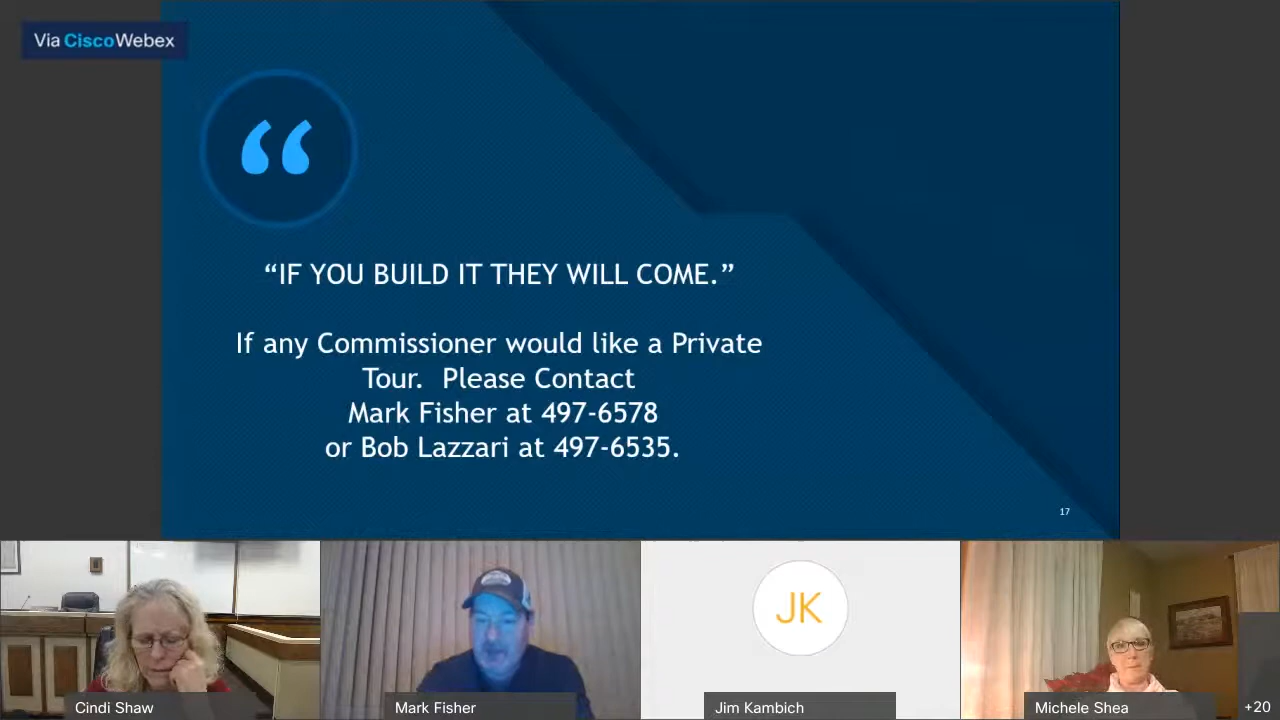 Via CiscoWebex
“
“IF YOU BUILD IT THEY WILL COME.”
If any Commissioner would like a Private
Tour.  Please Contact
Mark Fisher at 497-6578
or Bob Lazzari at 497-6535.
17
JK
Cindi Shaw
Mark Fisher
Jim Kambich
Michele Shea
+20